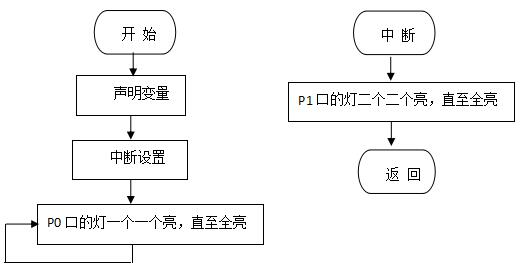 开 始
声明变量
中断设置
P0 口的灯一个一个亮，直至全亮
中 断
P1 口的灯二个二个亮，直至全亮
返 回